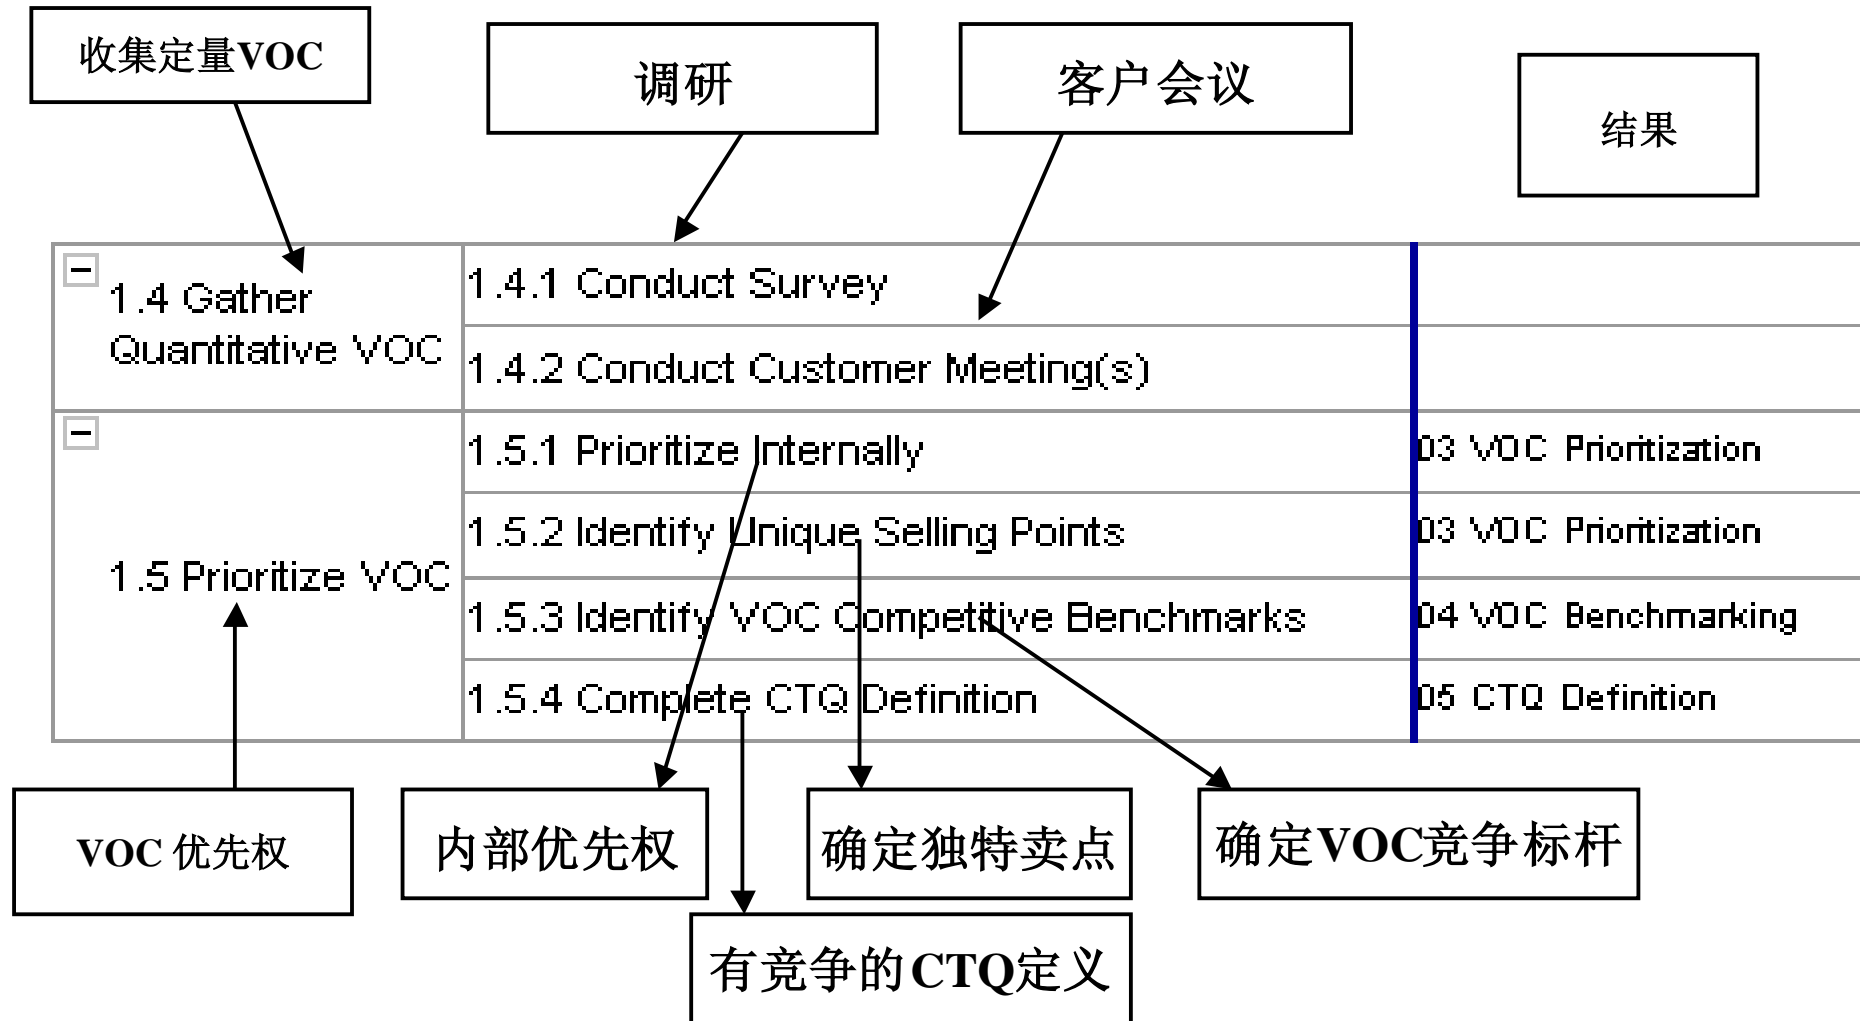 收集定量VOC
调研
客户会议
结果
1.4 Gather
Quantitative VOC
1.4.1 Conduct Survey
1.4.2 Conduct Customer Meeting(s)
1.5 Prioritize VOC
1.5.1 Prioritize Internally
03 VOC Prioritization
1.5.2 Identify Unique Selling Points
03 VOC Prioritization
1.5.3 Identify VOC Competitive Benchmarks
04 VOC Benchmarking
1.5.4 Complete CTQ Definition
05 CTQ Definition
VOC 优先权
内部优先权
确定独特卖点
确定VOC竞争标杆
有竞争的CTQ定义